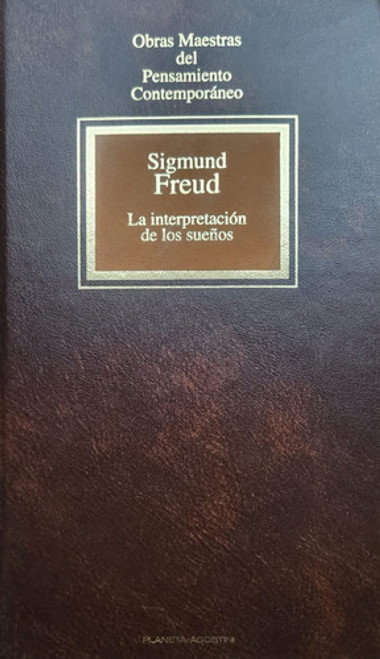 Obras Maestras
del
Pensamiento
Contemporáneo
Sigmund
Freud
La interpretación
de los sueños
PLANETA-AGOSTINI